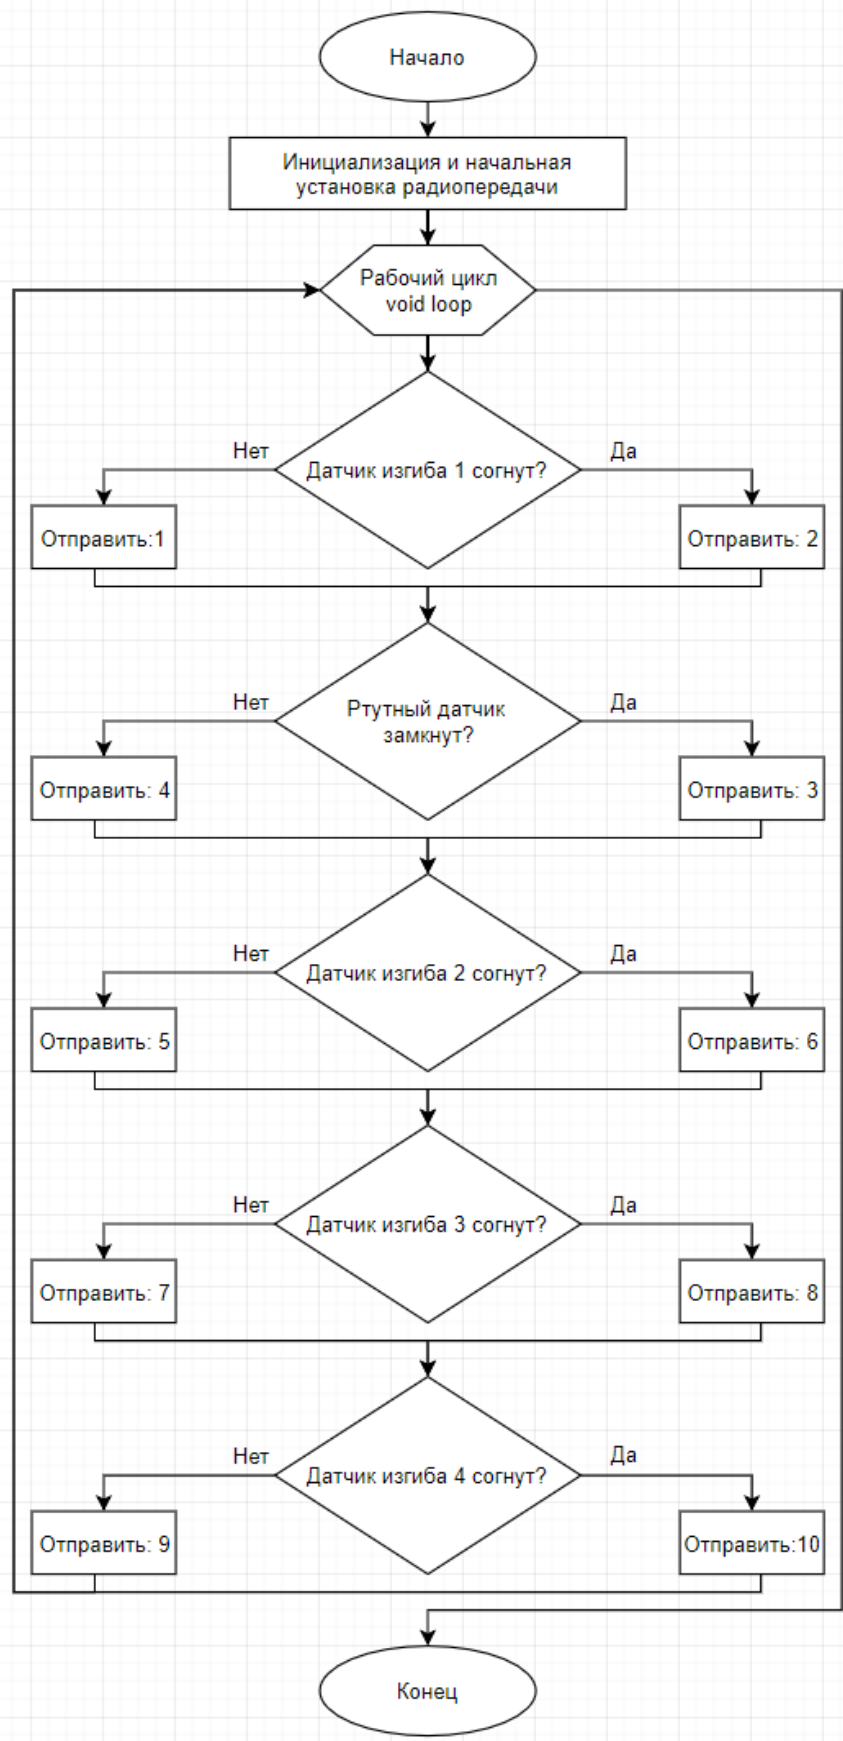 Начало
Инициализация и начальная
установка радиопередачи
Рабочий цикл
void loop
Нет
Да
Датчик изгиба 1 согнут?
Отправить:1
Отправить: 2
Нет
Да
Ртутный датчик
замкнут?
Отправить: 4
Отправить: 3
Нет
Да
Датчик изгиба 2 согнут?
Отправить: 5
Отправить: 6
Нет
Да
Датчик изгиба 3 согнут?
Отправить: 7
Отправить: 8
Нет
Да
Датчик изгиба 4 согнут?
Отправить: 9
Отправить:10
Конец